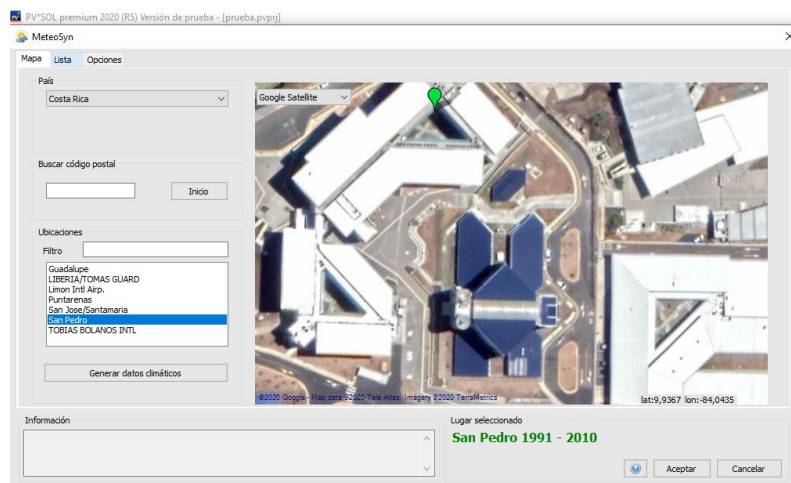 PV*SOL premium 2020 (R5) Versión de prueba - [prueba.pvprj]
MeteoSyn
Mapa Lista Opciones
País
Costa Rica
Google Satellite
Buscar código postal
Inicio
Ubicaciones
Filtro
Guadalupe
LIBERIA/TOMAS GUARD
Limon Intl Airp.
Puntarenas
San Jose/Santamaria
San Pedro
TOBIAS BOLANOS INTL
Generar datos climáticos
©2020 Google - Map data ©2020 Tele Atlas, Imagery ©2020 TerraMetrics
lat:9,9367 lon:-84,0435
Información
Lugar seleccionado
San Pedro 1991 - 2010
Aceptar Cancelar